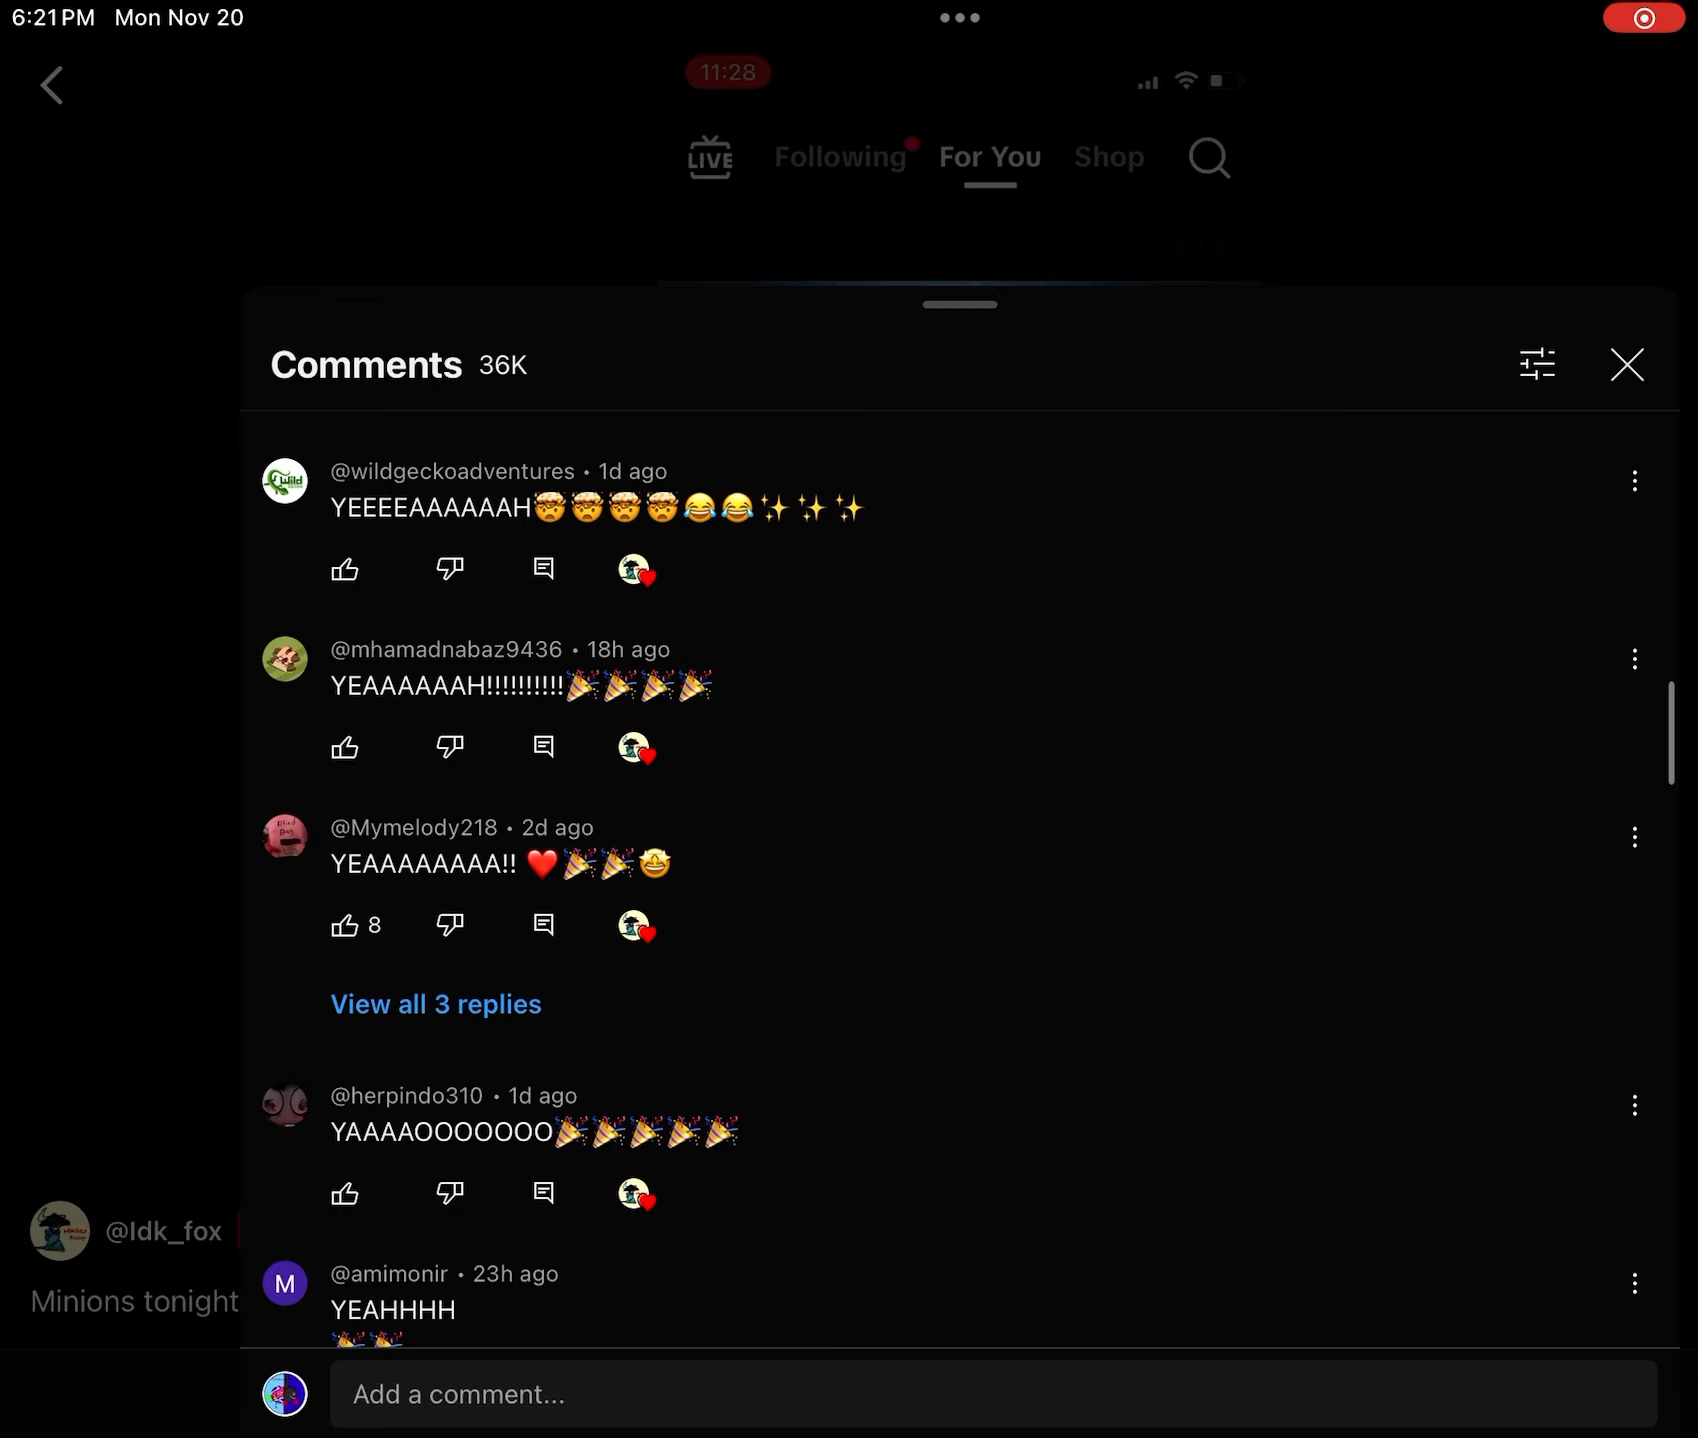 6:21 PM Mon Nov 20
11:28
LIVE Following For You Shop
Comments 36K
Wild
@wildgeckoadventures • 1d ago
YEEEEAAAAAAH🤯🤯🤯🤯😂😂✨✨✨
@mhamadnabaz9436 • 18h ago
YEAAAAAAH!!!!!!!!!!🎉🎉🎉🎉
@Mymelody218 • 2d ago
YEAAAAAAAA!! ❤️🎉🎉🤩
8
View all 3 replies
@herpindo310 • 1d ago
YAAAAOOOOOOO🎉🎉🎉🎉🎉
@Idk_fox
M
@amimonir • 23h ago
Minions tonight
YEAHHHH
🎉🎉
Add a comment...